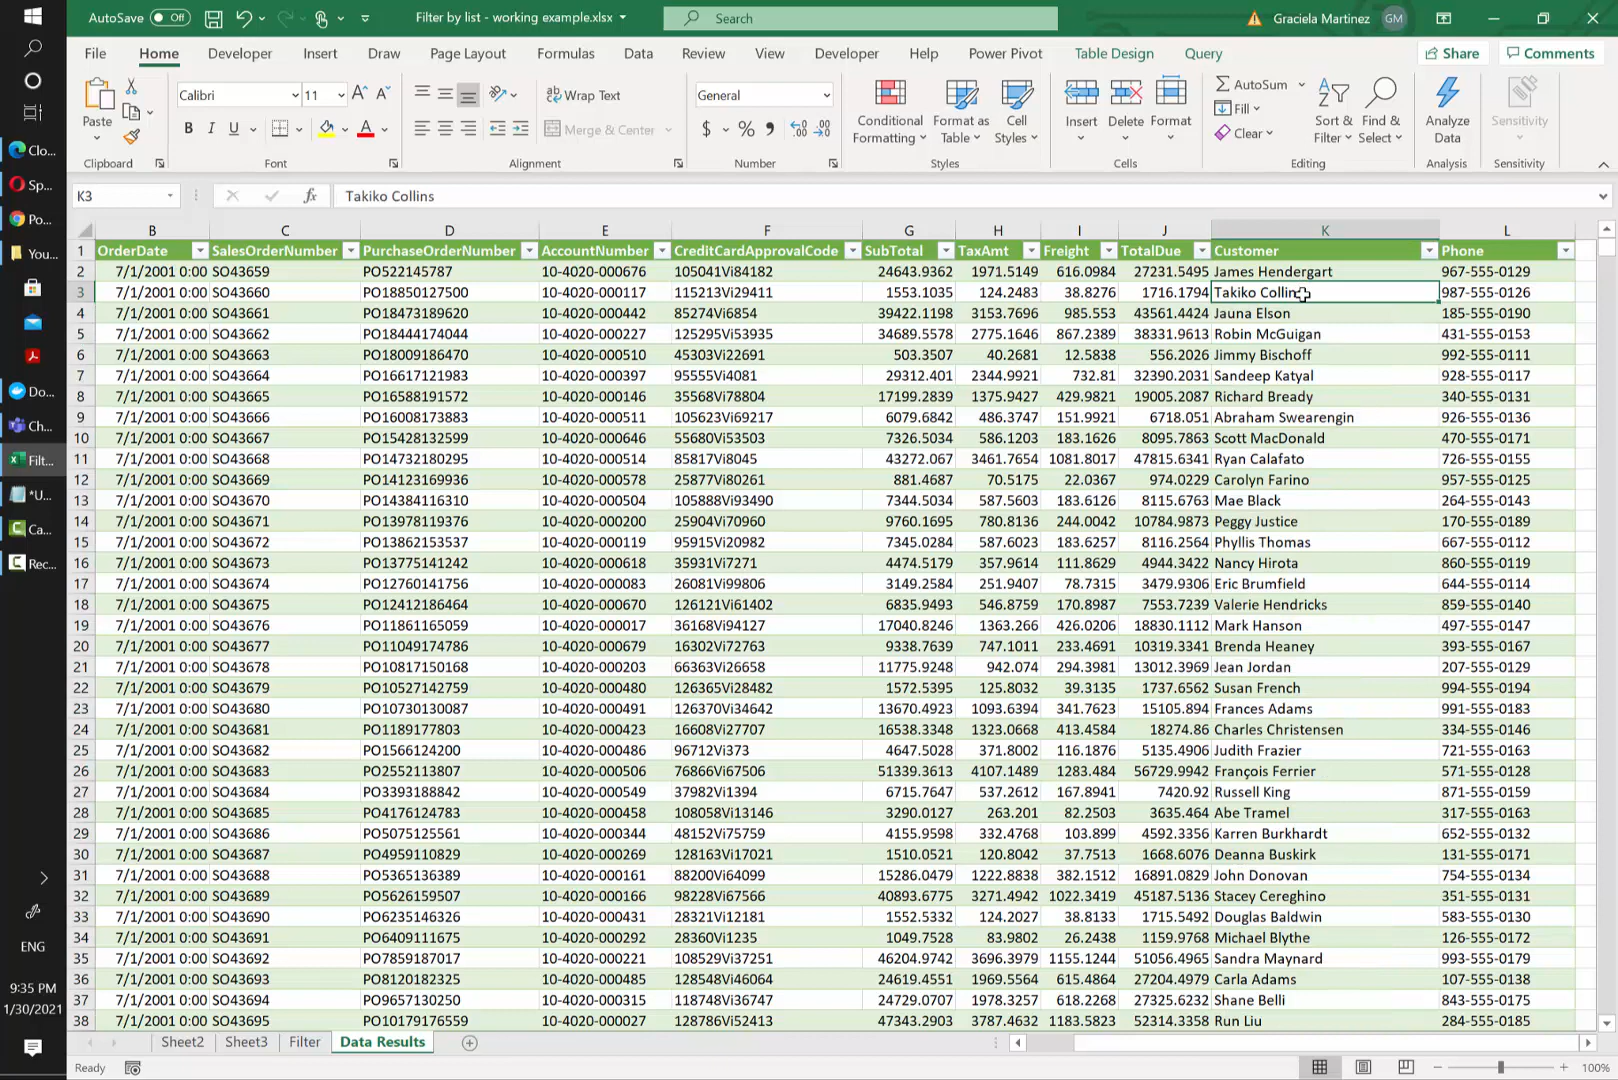 AutoSave Off Filter by list - working example.xlsx Search Graciela Martinez GM
File Home Developer Insert Draw Page Layout Formulas Data Review View Developer Help Power Pivot Table Design Query Share Comments
Paste Calibri 11 Wrap Text General Conditional Formatting Format as Table Cell Styles Insert Delete Format AutoSum Sort & Filter Find & Select Analyze Data Sensitivity
B I U A Merge & Center $ % Fill
Clear
Clipboard Font Alignment Number Styles Cells Editing Analysis Sensitivity
K3 fx Takiko Collins
B C D E F G H I J K L
1 OrderDate SalesOrderNumber PurchaseOrderNumber AccountNumber CreditCardApprovalCode SubTotal TaxAmt Freight TotalDue Customer Phone
2 7/1/2001 0:00 SO43659 PO522145787 10-4020-000676 105041Vi84182 24643.9362 1971.5149 616.0984 27231.5495 James Hendergart 967-555-0129
3 7/1/2001 0:00 SO43660 PO18850127500 10-4020-000117 115213Vi29411 1553.1035 124.2483 38.8276 1716.1794 Takiko Collins 987-555-0126
4 7/1/2001 0:00 SO43661 PO18473189620 10-4020-000442 85274Vi6854 39422.1198 3153.7696 985.553 43561.4424 Jauna Elson 185-555-0190
5 7/1/2001 0:00 SO43662 PO18444174044 10-4020-000227 125295Vi53935 34689.5578 2775.1646 867.2389 38331.9613 Robin McGuigan 431-555-0153
6 7/1/2001 0:00 SO43663 PO18009186470 10-4020-000510 45303Vi22691 503.3507 40.2681 12.5838 556.2026 Jimmy Bischoff 992-555-0111
7 7/1/2001 0:00 SO43664 PO16617121983 10-4020-000397 95555Vi4081 29312.401 2344.9921 732.81 32390.2031 Sandeep Katyal 928-555-0117
8 7/1/2001 0:00 SO43665 PO16588191572 10-4020-000146 35568Vi78804 17199.2839 1375.9427 429.9821 19005.2087 Richard Bready 340-555-0131
9 7/1/2001 0:00 SO43666 PO16008173883 10-4020-000511 105623Vi69217 6079.6842 486.3747 151.9921 6718.051 Abraham Swearengin 926-555-0136
10 7/1/2001 0:00 SO43667 PO15428132599 10-4020-000646 55680Vi53503 7326.5034 586.1203 183.1626 8095.7863 Scott MacDonald 470-555-0171
11 7/1/2001 0:00 SO43668 PO14732180295 10-4020-000514 85817Vi8045 43272.067 3461.7654 1081.8017 47815.6341 Ryan Calafato 726-555-0155
12 7/1/2001 0:00 SO43669 PO14123169936 10-4020-000578 25877Vi80261 881.4687 70.5175 22.0367 974.0229 Carolyn Farino 957-555-0125
13 7/1/2001 0:00 SO43670 PO14384116310 10-4020-000504 105888Vi93490 7344.5034 587.5603 183.6126 8115.6763 Mae Black 264-555-0143
14 7/1/2001 0:00 SO43671 PO13978119376 10-4020-000200 25904Vi70960 9760.1695 780.8136 244.0042 10784.9873 Peggy Justice 170-555-0189
15 7/1/2001 0:00 SO43672 PO13862153537 10-4020-000119 95915Vi20982 7345.0284 587.6023 183.6257 8116.2564 Phyllis Thomas 667-555-0112
16 7/1/2001 0:00 SO43673 PO13775141242 10-4020-000618 35931Vi7271 4474.5179 357.9614 111.8629 4944.3422 Nancy Hirota 860-555-0119
17 7/1/2001 0:00 SO43674 PO12760141756 10-4020-000083 26081Vi99806 3149.2584 251.9407 78.7315 3479.9306 Eric Brumfield 644-555-0114
18 7/1/2001 0:00 SO43675 PO12412186464 10-4020-000670 126121Vi61402 6835.9493 546.8759 170.8987 7553.7239 Valerie Hendricks 859-555-0140
19 7/1/2001 0:00 SO43676 PO11861165059 10-4020-000017 36168Vi94127 17040.8246 1363.266 426.0206 18830.1112 Mark Hanson 497-555-0147
20 7/1/2001 0:00 SO43677 PO11049174786 10-4020-000679 16302Vi72763 9338.7639 747.1011 233.4691 10319.3341 Brenda Heaney 393-555-0167
21 7/1/2001 0:00 SO43678 PO10817150168 10-4020-000203 66363Vi26658 11775.9248 942.074 294.3981 13012.3969 Jean Jordan 207-555-0129
22 7/1/2001 0:00 SO43679 PO10527142759 10-4020-000480 126365Vi28482 1572.5395 125.8032 39.3135 1737.6562 Susan French 994-555-0194
23 7/1/2001 0:00 SO43680 PO10730130087 10-4020-000491 126370Vi34642 13670.4923 1093.6394 341.7623 15105.894 Frances Adams 991-555-0183
24 7/1/2001 0:00 SO43681 PO1189177803 10-4020-000423 16608Vi27707 16538.3348 1323.0668 413.4584 18274.86 Charles Christensen 334-555-0146
25 7/1/2001 0:00 SO43682 PO1566124200 10-4020-000486 96712Vi373 4647.5028 371.8002 116.1876 5135.4906 Judith Frazier 721-555-0163
26 7/1/2001 0:00 SO43683 PO2552113807 10-4020-000506 76866Vi67506 51339.3613 4107.1489 1283.484 56729.9942 François Ferrier 571-555-0128
27 7/1/2001 0:00 SO43684 PO3393188842 10-4020-000549 37982Vi1394 6715.7647 537.2612 167.8941 7420.92 Russell King 871-555-0159
28 7/1/2001 0:00 SO43685 PO4176124783 10-4020-000458 108058Vi13146 3290.0127 263.201 82.2503 3635.464 Abe Tramel 317-555-0163
29 7/1/2001 0:00 SO43686 PO5075125561 10-4020-000344 48152Vi75759 4155.9598 332.4768 103.899 4592.3356 Karren Burkhardt 652-555-0132
30 7/1/2001 0:00 SO43687 PO4959110829 10-4020-000269 128163Vi17021 1510.0521 120.8042 37.7513 1668.6076 Deanna Buskirk 131-555-0171
31 7/1/2001 0:00 SO43688 PO5365136389 10-4020-000161 88200Vi64099 15286.0479 1222.8838 382.1512 16891.0829 John Donovan 754-555-0134
32 7/1/2001 0:00 SO43689 PO5626159507 10-4020-000166 98228Vi67566 40893.6775 3271.4942 1022.3419 45187.5136 Stacey Cereghino 351-555-0131
33 7/1/2001 0:00 SO43690 PO6235146326 10-4020-000431 28321Vi12181 1552.5332 124.2027 38.8133 1715.5492 Douglas Baldwin 583-555-0130
34 7/1/2001 0:00 SO43691 PO6409111675 10-4020-000292 28360Vi1235 1049.7528 83.9802 26.2438 1159.9768 Michael Blythe 126-555-0172
35 7/1/2001 0:00 SO43692 PO7859187017 10-4020-000221 108529Vi37251 46204.9742 3696.3979 1155.1244 51056.4965 Sandra Maynard 993-555-0179
36 7/1/2001 0:00 SO43693 PO8120182325 10-4020-000485 128548Vi46064 24619.4551 1969.5564 615.4864 27204.4979 Carla Adams 107-555-0138
37 7/1/2001 0:00 SO43694 PO9657130250 10-4020-000315 118748Vi36747 24729.0707 1978.3257 618.2268 27325.6232 Shane Belli 843-555-0175
38 7/1/2001 0:00 SO43695 PO10179176559 10-4020-000027 128786Vi52413 47343.2903 3787.4632 1183.5823 52314.3358 Run Liu 284-555-0185
Sheet2 Sheet3 Filter Data Results
Ready 100%
Clo...
Sp...
Po...
You...
Do...
Ch...
Filt...
*U...
Ca...
Rec...
ENG
9:35 PM
1/30/2021